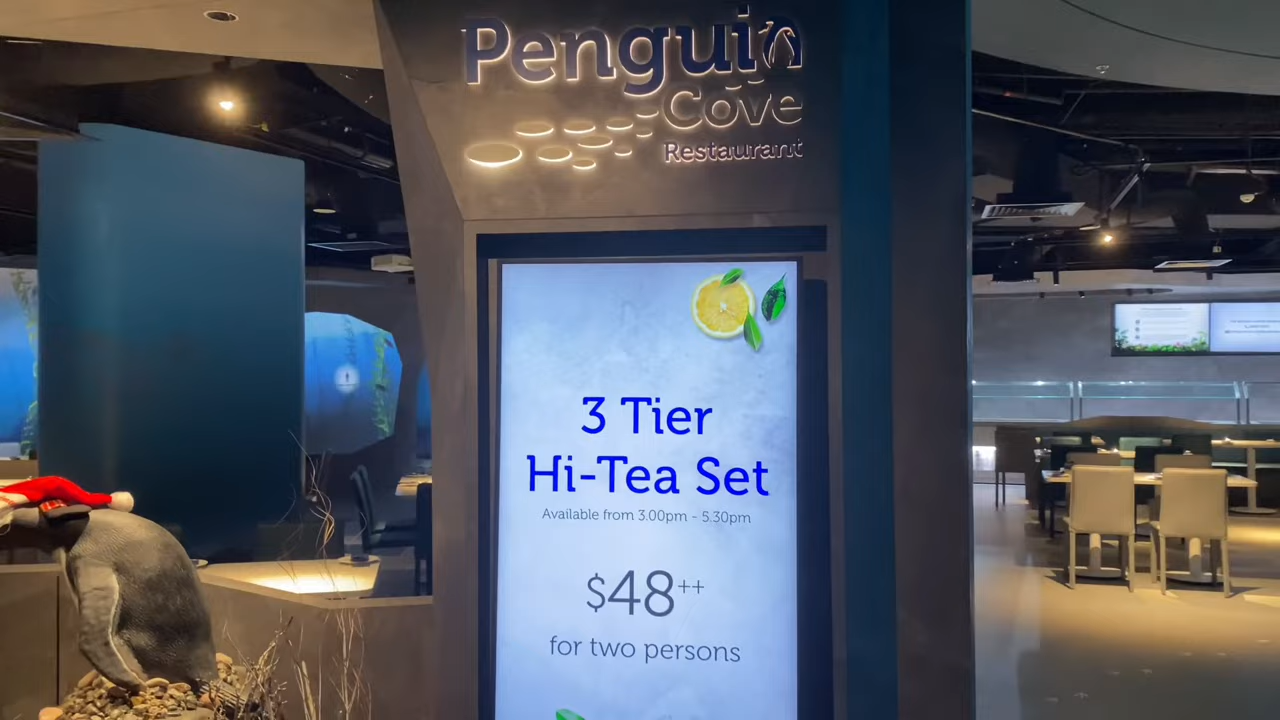 Penguin
Cove
Restaurant
3 Tier
Hi-Tea Set
Available from 3.00pm - 5.30pm
$48++
for two persons